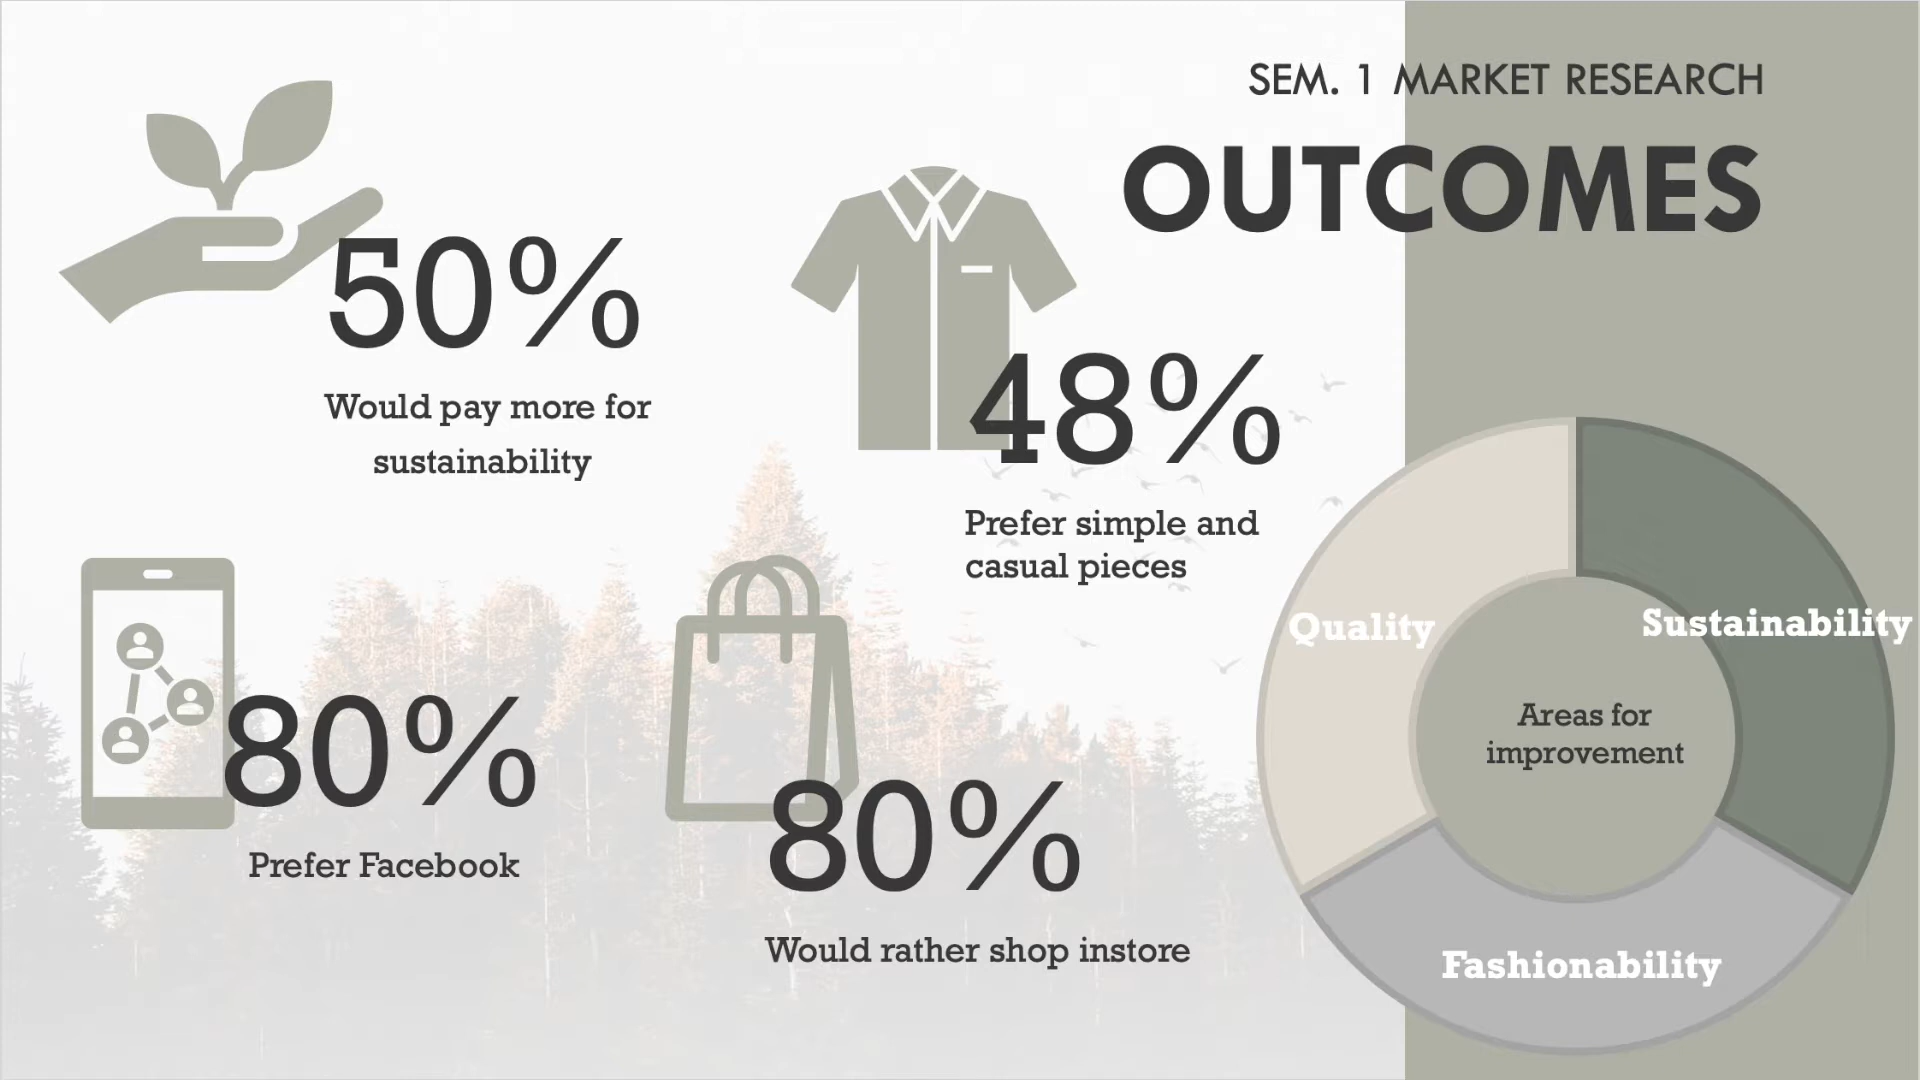 SEM. 1 MARKET RESEARCH
OUTCOMES
50%
Would pay more for
sustainability
48%
Prefer simple and
casual pieces
80%
Prefer Facebook
80%
Would rather shop instore
Quality
Sustainability
Areas for
improvement
Fashionability